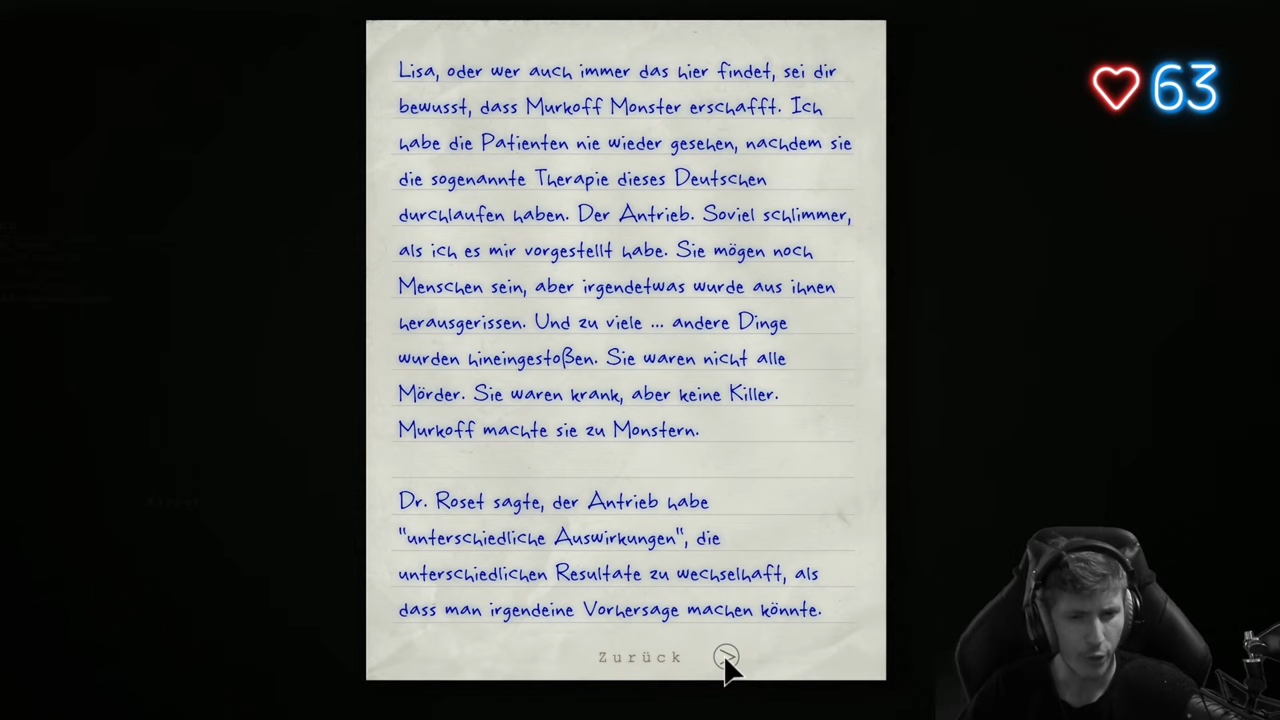 Lisa, oder wer auch immer das hier findet, sei dir
bewusst, dass Murkoff Monster erschafft. Ich
habe die Patienten nie wieder gesehen, nachdem sie
die sogenannte Therapie dieses Deutschen
durchlaufen haben. Der Antrieb. Soviel schlimmer,
als ich es mir vorgestellt habe. Sie mögen noch
Menschen sein, aber irgendetwas wurde aus ihnen
herausgerissen. Und zu viele ... andere Dinge
wurden hineingestoßen. Sie waren nicht alle
Mörder. Sie waren krank, aber keine Killer.
Murkoff machte sie zu Monstern.
Dr. Roset sagte, der Antrieb habe
"unterschiedliche Auswirkungen", die
unterschiedlichen Resultate zu wechselhaft, als
dass man irgendeine Vorhersage machen könnte.
Zurück >
63